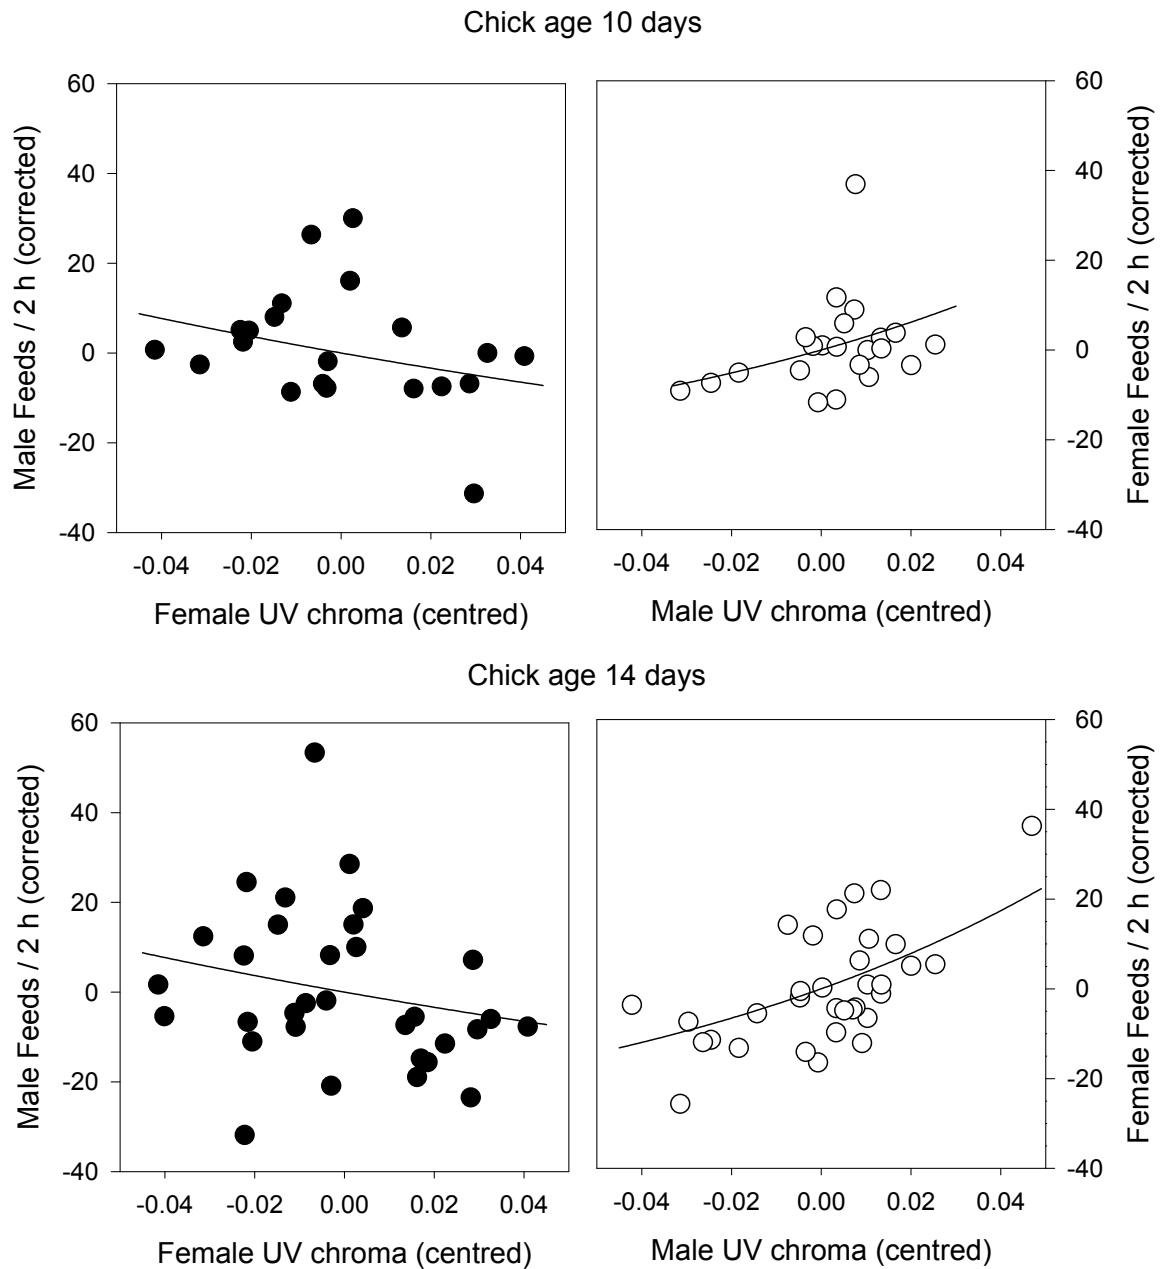 Chick age 10 days
Male Feeds / 2 h (corrected)
60
40
20
0
-20
-40
-0.04 -0.02 0.00 0.02 0.04
Female UV chroma (centred)
60
40
20
0
-20
-40
Female Feeds / 2 h (corrected)
-0.04 -0.02 0.00 0.02 0.04
Male UV chroma (centred)
Chick age 14 days
Male Feeds / 2 h (corrected)
60
40
20
0
-20
-40
-0.04 -0.02 0.00 0.02 0.04
Female UV chroma (centred)
60
40
20
0
-20
-40
Female Feeds / 2 h (corrected)
-0.04 -0.02 0.00 0.02 0.04
Male UV chroma (centred)